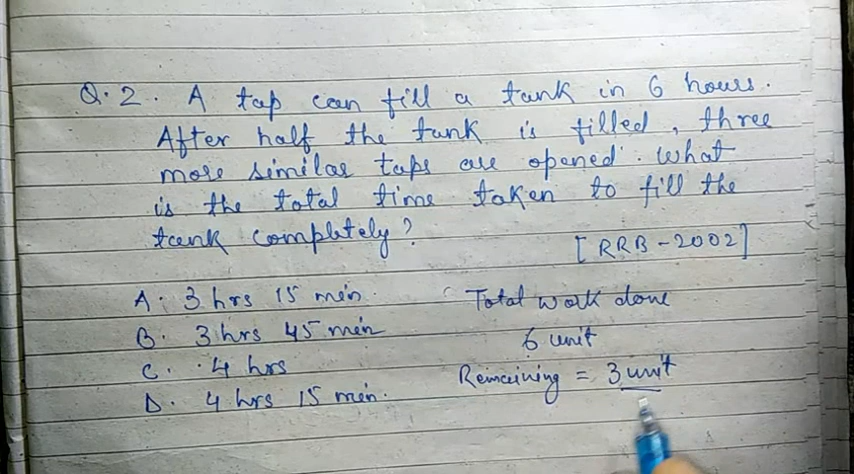 Q.2. A tap can fill a tank in 6 hours.
After half the tank is filled, three
more similar taps are opened. What
is the total time taken to fill the
tank completely?
[RRB-2002]
A. 3 hrs 15 min.
B. 3 hrs 45 min
C. 4 hrs
D. 4 hrs 15 min.
Total work done
6 unit
Remaining = 3 unit